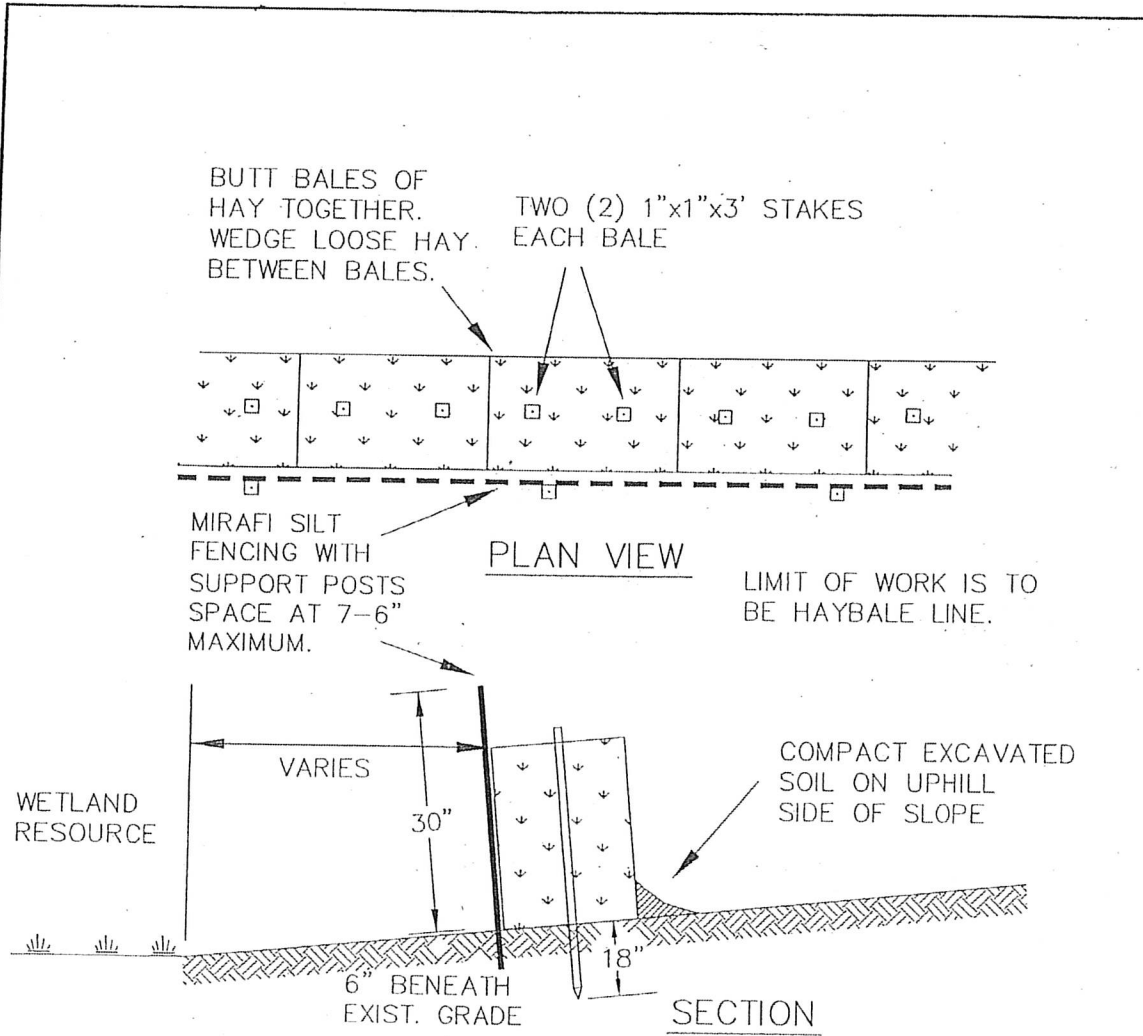 BUTT BALES OF
HAY TOGETHER.
WEDGE LOOSE HAY
BETWEEN BALES.
TWO (2) 1"x1"x3' STAKES
EACH BALE
MIRAFI SILT
FENCING WITH
SUPPORT POSTS
SPACE AT 7-6"
MAXIMUM.
PLAN VIEW
LIMIT OF WORK IS TO
BE HAYBALE LINE.
VARIES
WETLAND
RESOURCE
30"
COMPACT EXCAVATED
SOIL ON UPHILL
SIDE OF SLOPE
18"
6" BENEATH
EXIST. GRADE
SECTION